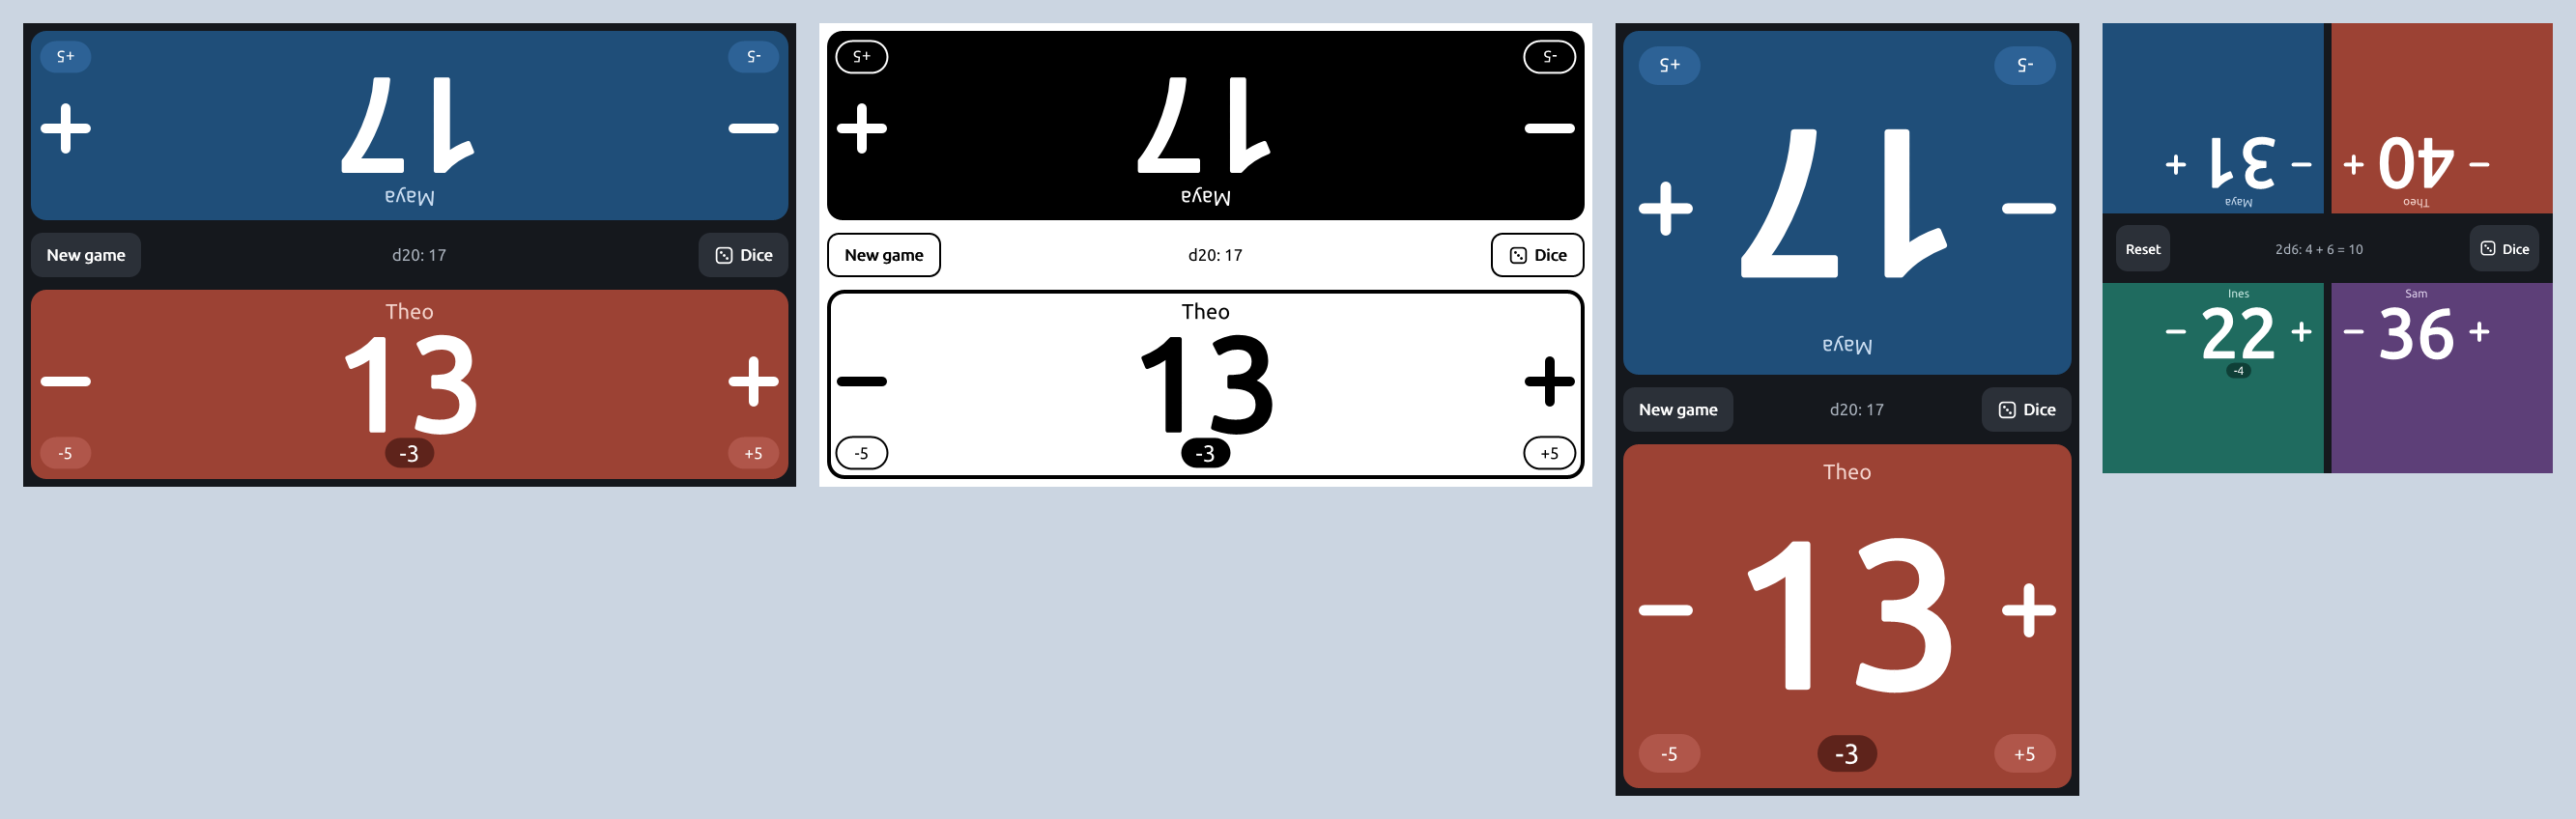 +5
-5
+ 17 −
Maya
New game
d20: 17
Dice
Theo
− 13 +
-5
-3
+5
+5
-5
+ 17 −
Maya
New game
d20: 17
Dice
Theo
− 13 +
-5
-3
+5
+5
-5
+ 17 −
Maya
New game
d20: 17
Dice
Theo
− 13 +
-5
-3
+5
+ 31 −
Maya
+ 40 −
Theo
Reset
2d6: 4 + 6 = 10
Dice
Ines
− 22 +
-4
Sam
− 36 +